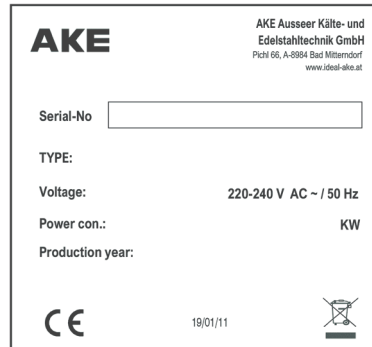 AKE
AKE Ausseer Kälte- und
Edelstahltechnik GmbH
Pichl 66, A-8984 Bad Mitterndorf
www.ideal-ake.at
Serial-No
TYPE:
Voltage: 220-240 V AC ~ / 50 Hz
Power con.: KW
Production year:
CE 19/01/11